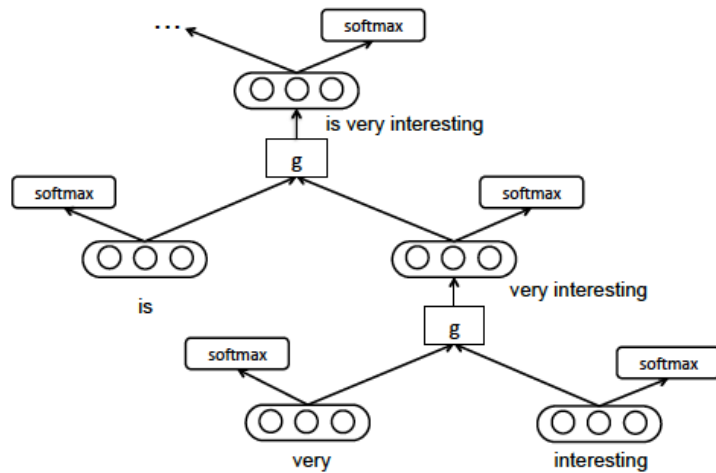 ...
softmax
is very interesting
g
softmax
softmax
is
very interesting
g
softmax
softmax
very
interesting